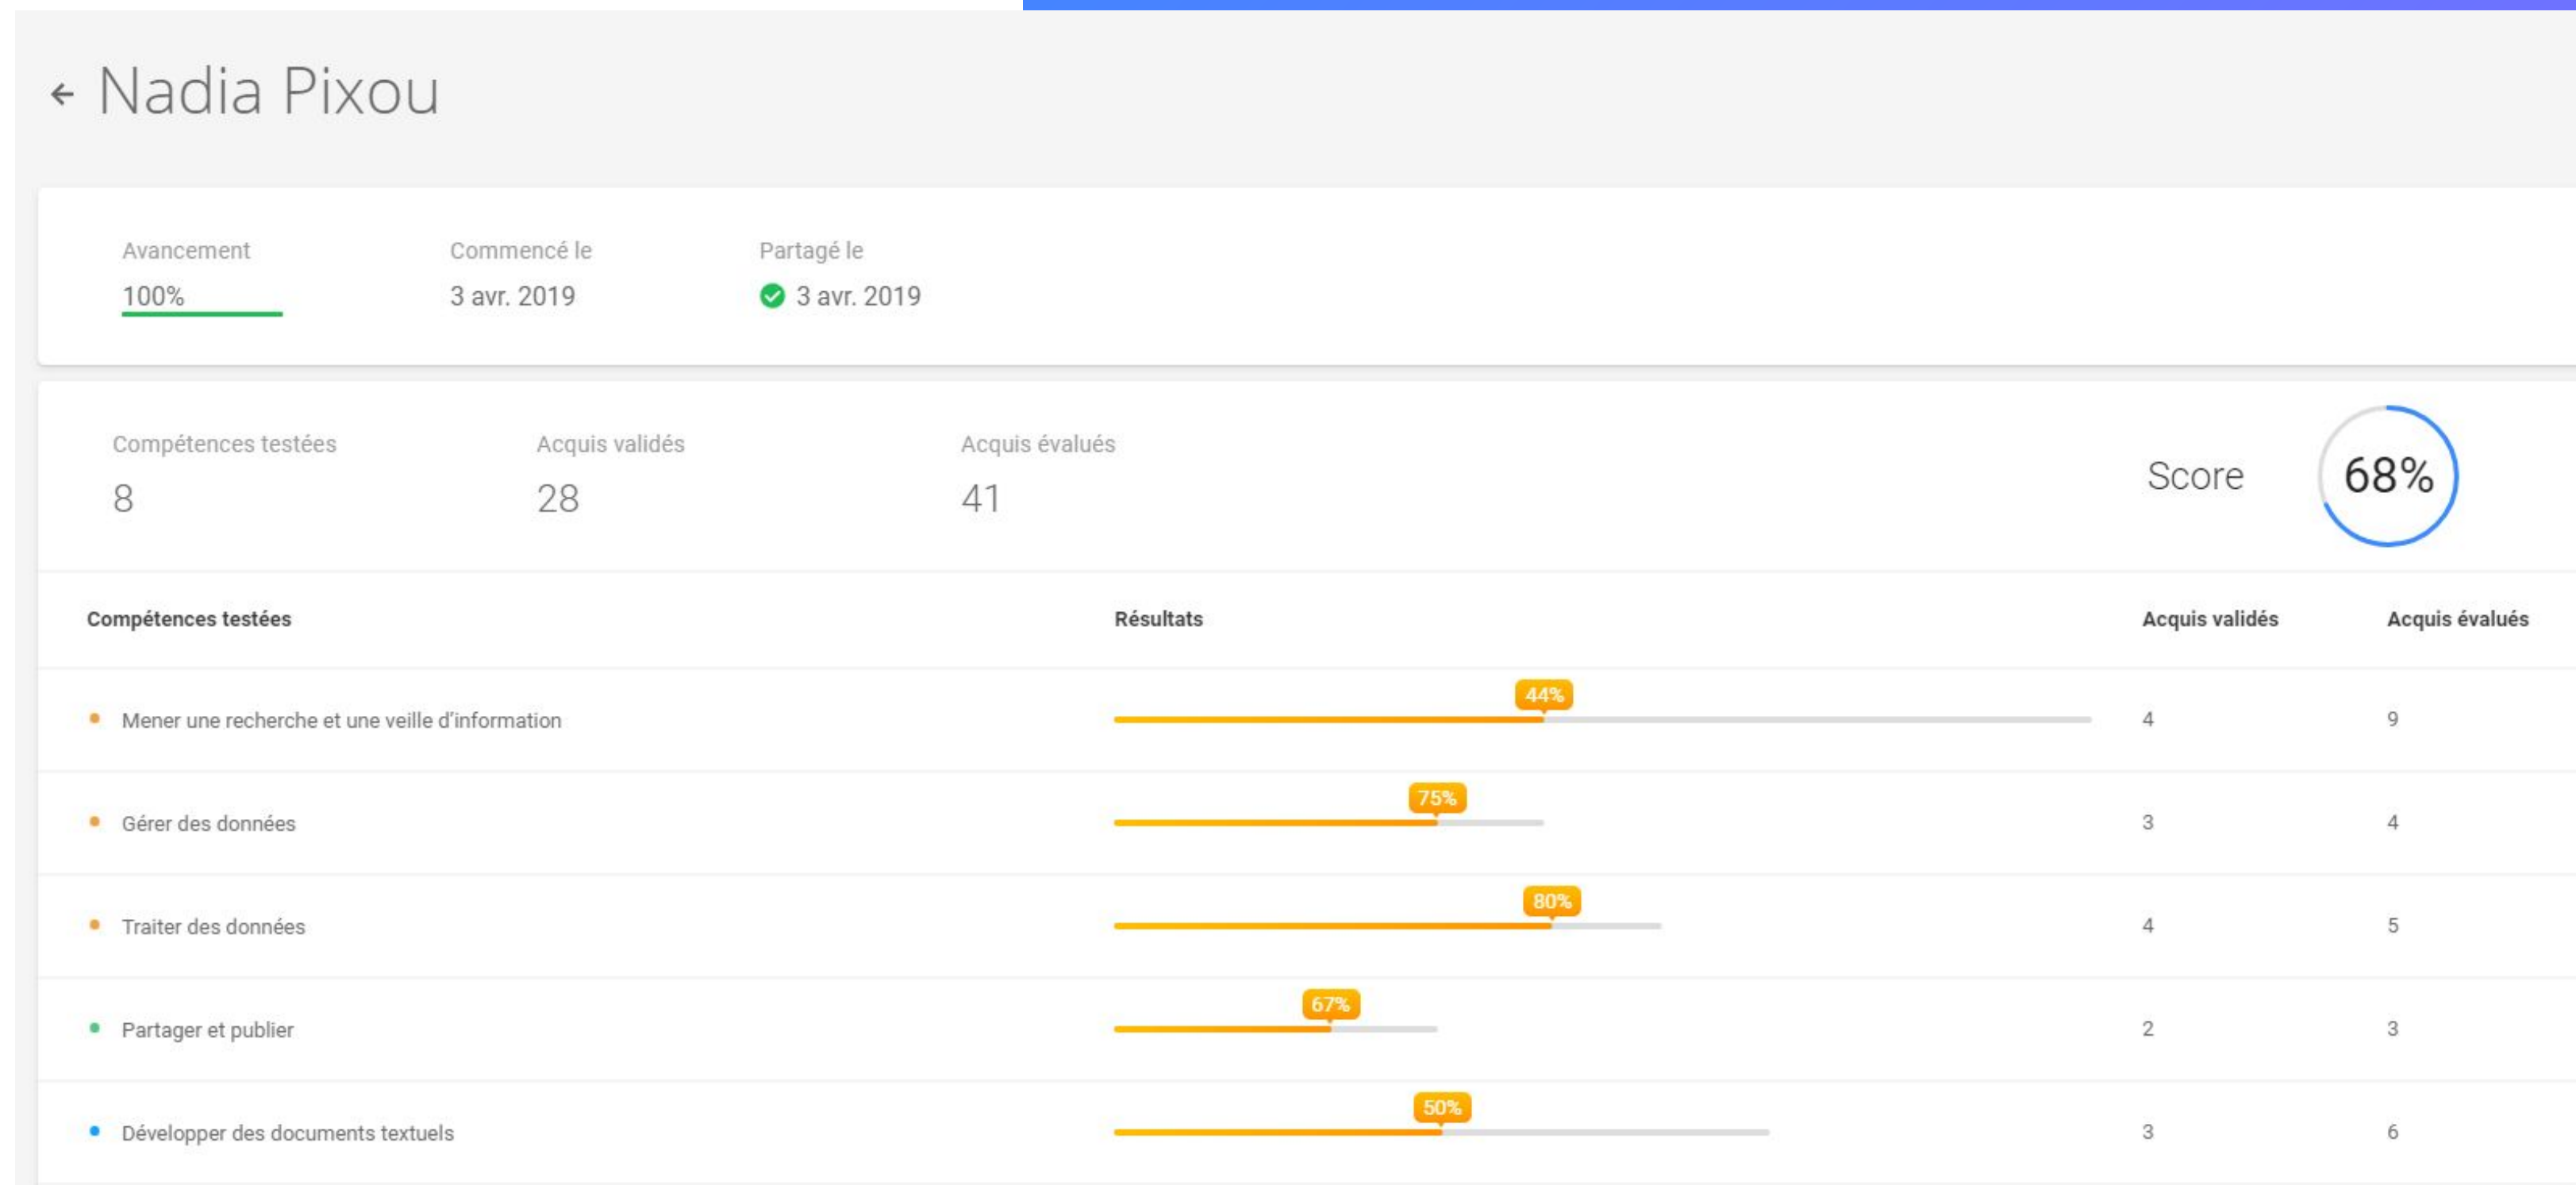 ← Nadia Pixou
Avancement Commencé le Partagé le
100% 3 avr. 2019 3 avr. 2019
Compétences testées Acquis validés Acquis évalués
8 28 41 Score 68%
Compétences testées Résultats Acquis validés Acquis évalués
Mener une recherche et une veille d'information 44% 4 9
Gérer des données 75% 3 4
Traiter des données 80% 4 5
Partager et publier 67% 2 3
Développer des documents textuels 50% 3 6